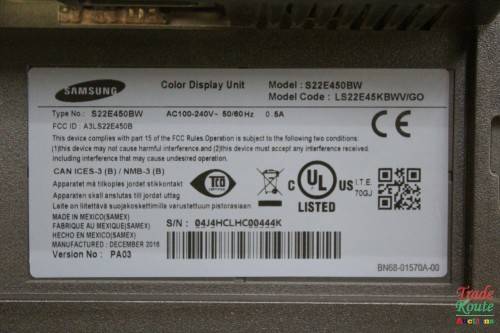 SAMSUNG
Color Display Unit
Model : S22E450BW
Model Code : LS22E45KBWV/GO
Type No.: S22E450BW AC100-240V~ 50/60Hz 0.5A
FCC ID : A3LS22E450B
This device complies with part 15 of the FCC Rules.Operation is subject to the following two conditions:
(1)this device may not cause harmful interference.and (2)this device must accept any interference received,including interference
that may cause undesired operation
CAN ICES-3 (B) / NMB-3 (B)
Apparatet må tilkoples jordet stikkontakt
Apparaten skall anslutas till jordat uttag
Laite on liitettävä suojakoskettimille varustetuun pistorasiaan
TCO
C UL US
LISTED
I.T.E.
70GJ
CE
MADE IN MEXICO(SAMEX)
FABRIQUE AU MEXIQUE(SAMEX)
HECHO EN MEXICO(SAMEX)
MANUFACTURED : DECEMBER 2016
Version No : PA03
S/N : 04J4HCLHC00444K
BN68-01570A-00
Trade
Route
Auctions